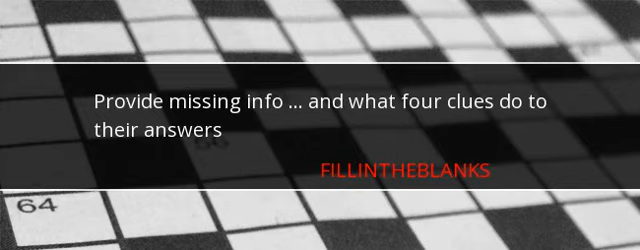 Provide missing info ... and what four clues do to
their answers
FILLINTHEBLANKS
64